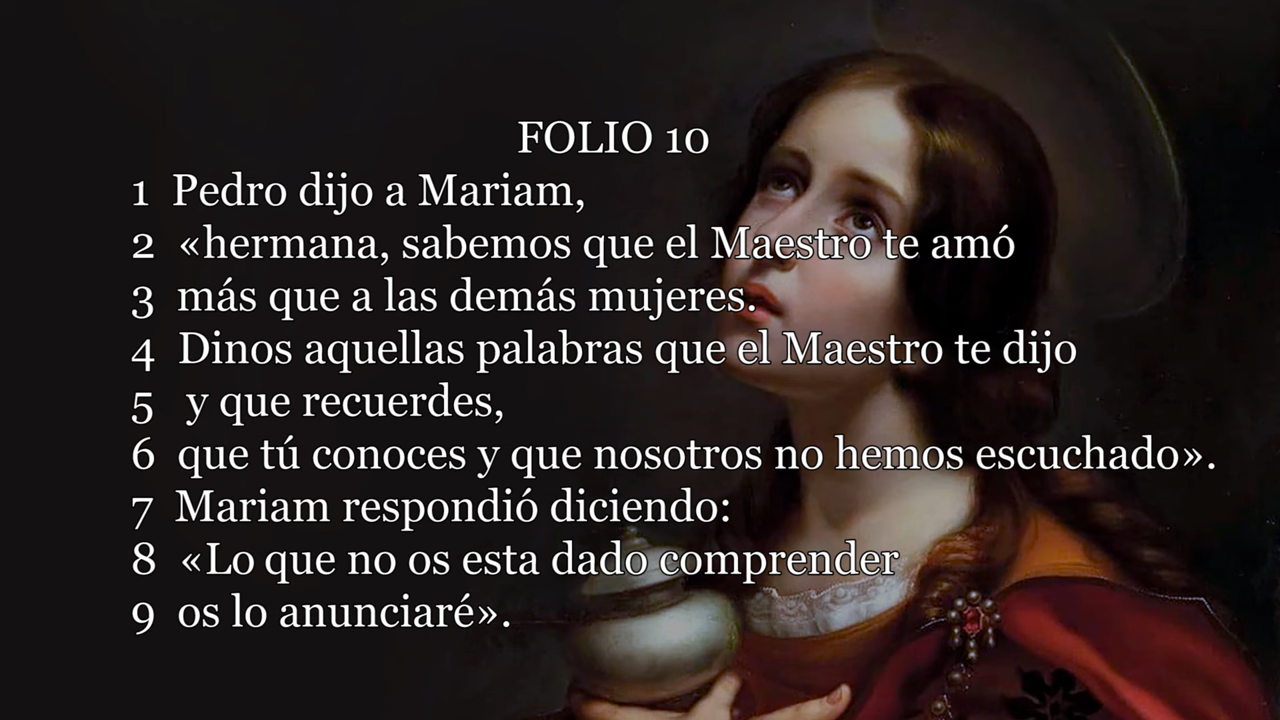 FOLIO 10
1 Pedro dijo a Mariam,
2 «hermana, sabemos que el Maestro te amó
3 más que a las demás mujeres.
4 Dinos aquellas palabras que el Maestro te dijo
5 y que recuerdes,
6 que tú conoces y que nosotros no hemos escuchado».
7 Mariam respondió diciendo:
8 «Lo que no os esta dado comprender
9 os lo anunciaré».